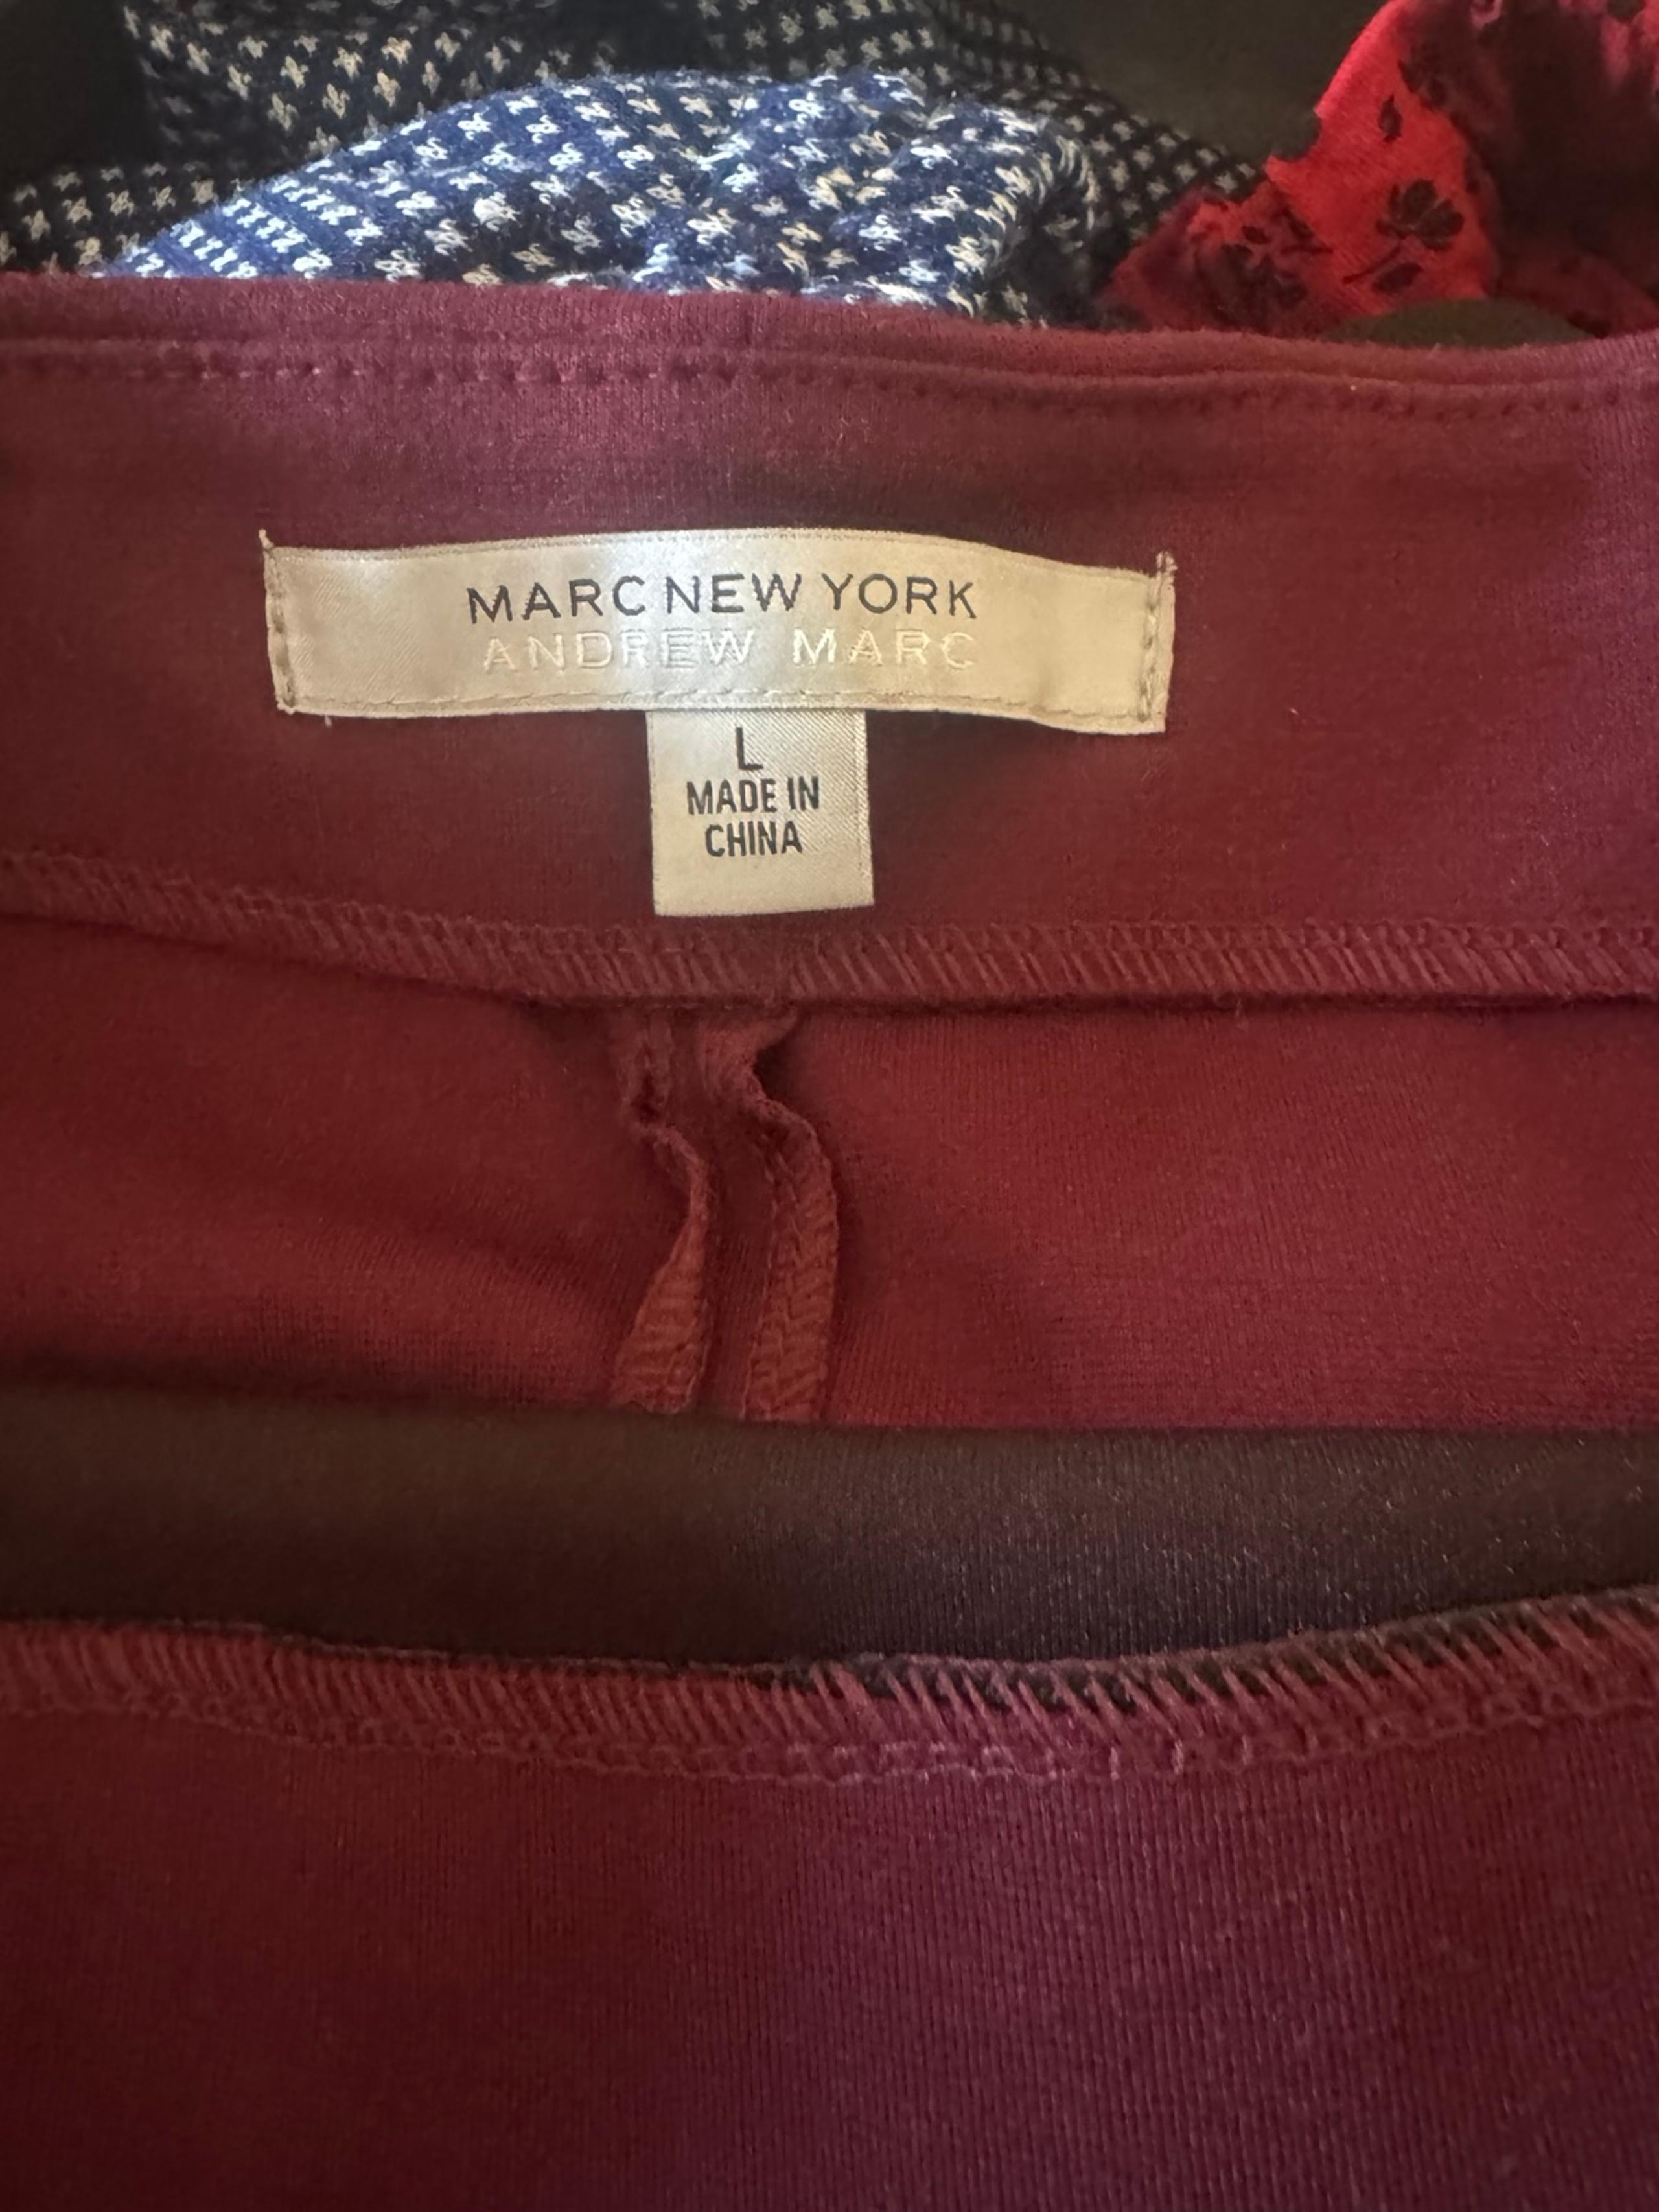 MARC NEW YORK
ANDREW MARC
L
MADE IN
CHINA